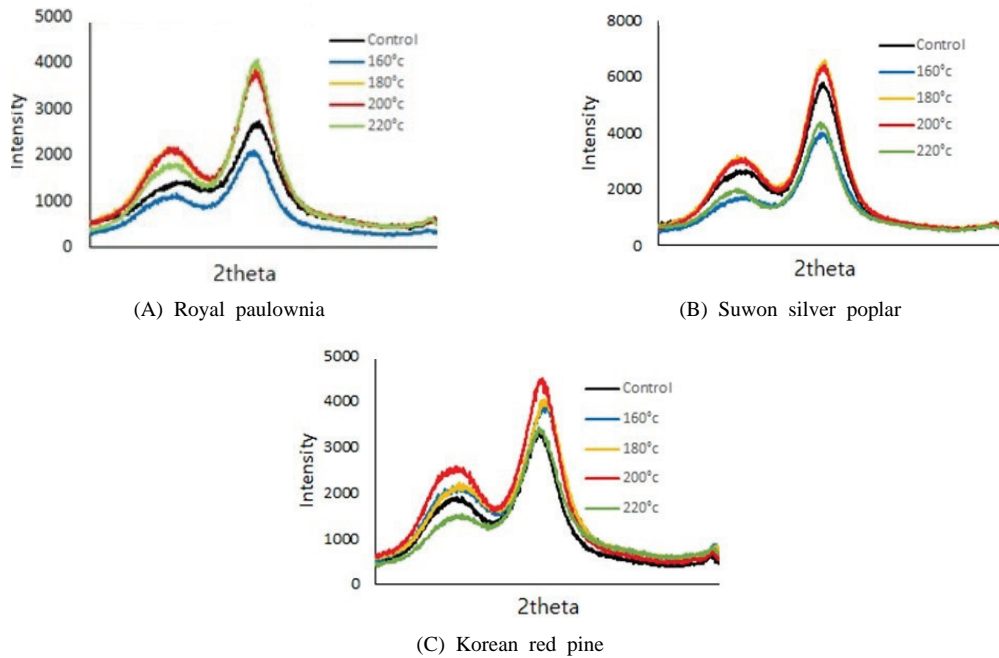 5000
4000
3000
2000
1000
0
Intensity
2theta
Control
160°c
180°c
200°c
220°c
(A) Royal paulownia
8000
6000
4000
2000
0
Intensity
2theta
Control
160°c
180°c
200°c
220°c
(B) Suwon silver poplar
5000
4000
3000
2000
1000
0
Intensity
2theta
Control
160°c
180°c
200°c
220°c
(C) Korean red pine